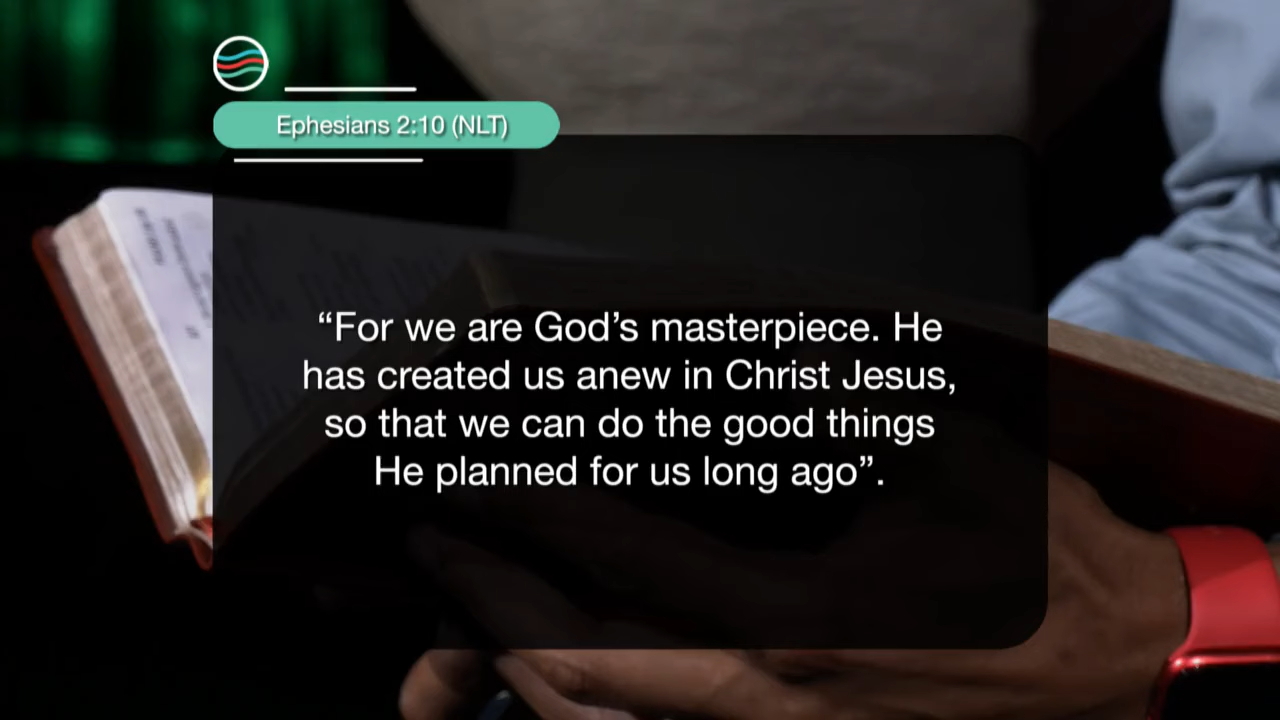 Ephesians 2:10 (NLT)
“For we are God’s masterpiece. He
has created us anew in Christ Jesus,
so that we can do the good things
He planned for us long ago”.